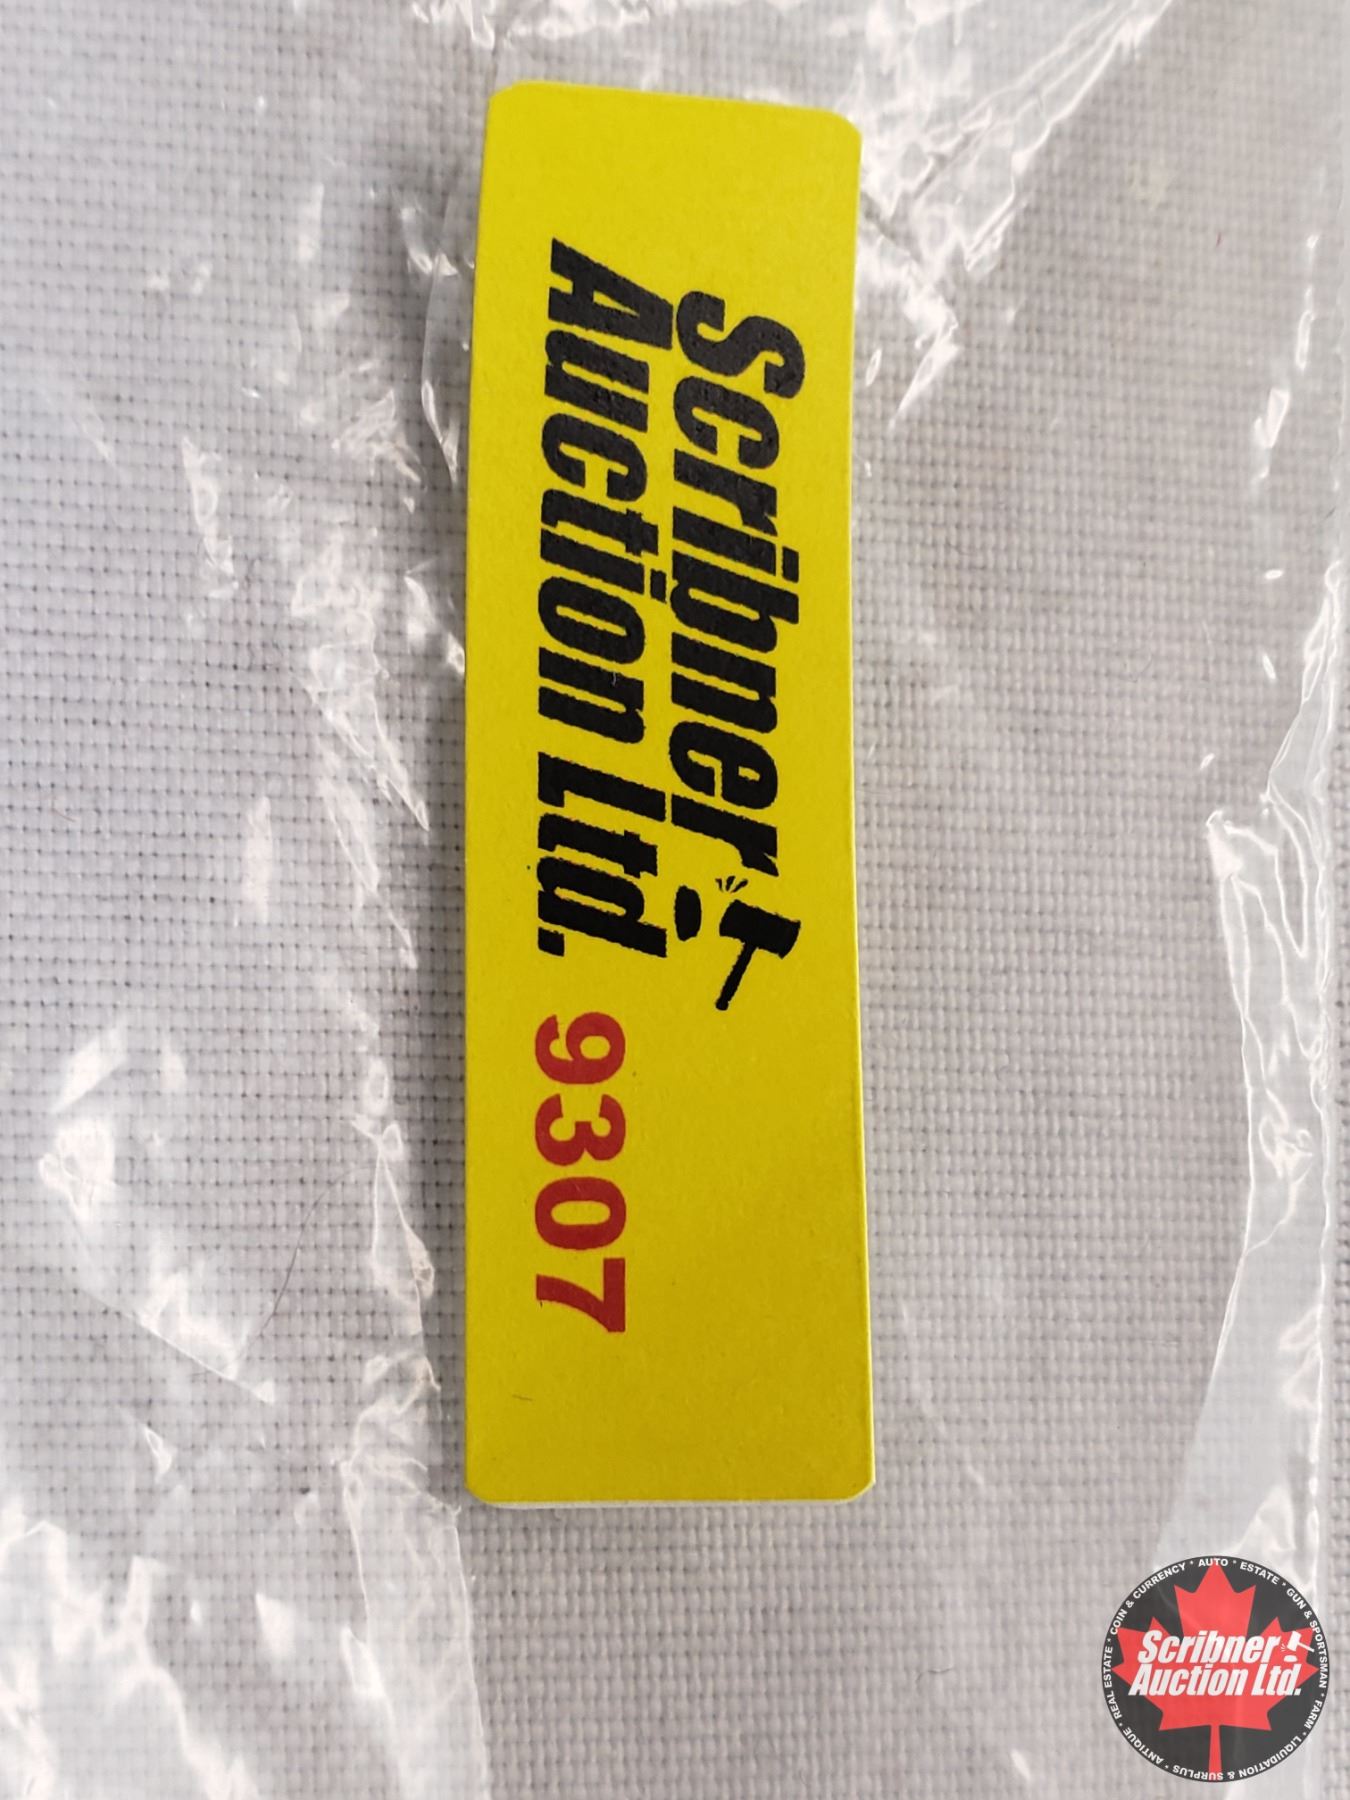 Scribner
Auction Ltd. 9307
COIN & CURRENCY * AUTO * ESTATE * GUN & SPORTSMAN * FARM * LIQUIDATION & SURPLUS * ANTIQUE * REAL ESTATE *
Scribner
Auction Ltd.